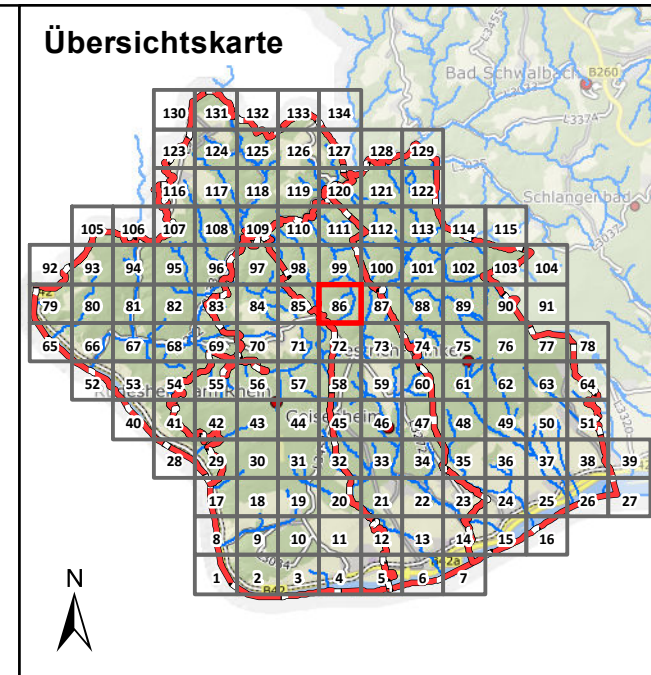 Übersichtskarte
L3455
Bad Schwalbach
B260
130 131 132 133 134
L3374
123 124 125 126 127 128 129
L3035
116 117 118 119 120 121 122
Schlangenbad
105 106 107 108 109 110 111 112 113 114 115
L3037
92 93 94 95 96 97 98 99 100 101 102 103 104
79 80 81 82 83 84 85 86 87 88 89 90 91
65 66 67 68 69 70 71 72 73 74 75 76 77 78
52 53 54 55 56 57 58 59 60 61 62 63 64
40 41 42 43 44 45 46 47 48 49 50 51
L3320
28 29 30 31 32 33 34 35 36 37 38 39
17 18 19 20 21 22 23 24 25 26 27
8 9 10 11 12 13 14 15 16
L3034
B42a
1 2 3 4 5 6 7
B42
N